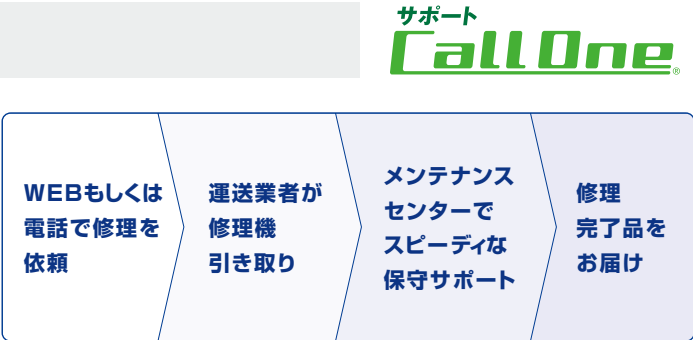 サポート
Call One®
WEBもしくは
電話で修理を
依頼
運送業者が
修理機
引き取り
メンテナンス
センターで
スピーディな
保守サポート
修理
完了品を
お届け